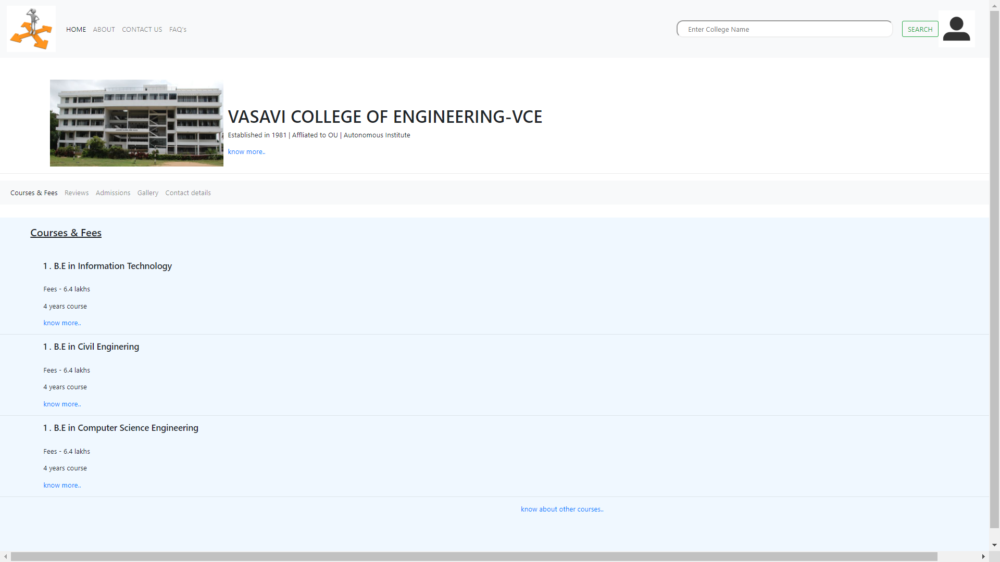 HOME ABOUT CONTACT US FAQ's Enter College Name SEARCH
VASAVI COLLEGE OF ENGINEERING-VCE
Established in 1981 | Affliated to OU | Autonomous Institute
know more..
Courses & Fees Reviews Admissions Gallery Contact details
Courses & Fees
1 . B.E in Information Technology
Fees - 6.4 lakhs
4 years course
know more..
1 . B.E in Civil Enginering
Fees - 6.4 lakhs
4 years course
know more..
1 . B.E in Computer Science Engineering
Fees - 6.4 lakhs
4 years course
know more..
know about other courses..